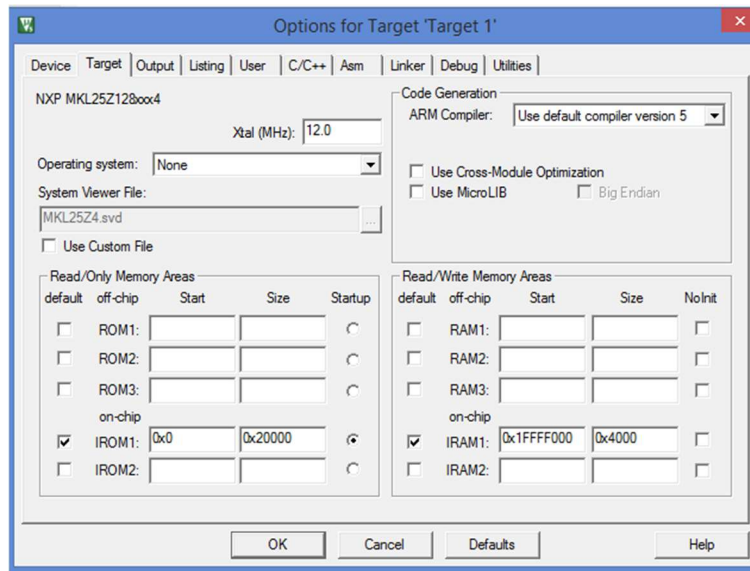 Options for Target 'Target 1'
Device Target Output Listing User C/C++ Asm Linker Debug Utilities
NXP MKL25Z128xxx4
Xtal (MHz): 12.0
Operating system: None
System Viewer File:
MKL25Z4.svd ...
Use Custom File
Code Generation
ARM Compiler: Use default compiler version 5
Use Cross-Module Optimization
Use MicroLIB Big Endian
Read/Only Memory Areas
default off-chip Start Size Startup
ROM1:
ROM2:
ROM3:
on-chip
IROM1: 0x0 0x20000
IROM2:
Read/Write Memory Areas
default off-chip Start Size NoInit
RAM1:
RAM2:
RAM3:
on-chip
IRAM1: 0x1FFFF000 0x4000
IRAM2:
OK Cancel Defaults Help